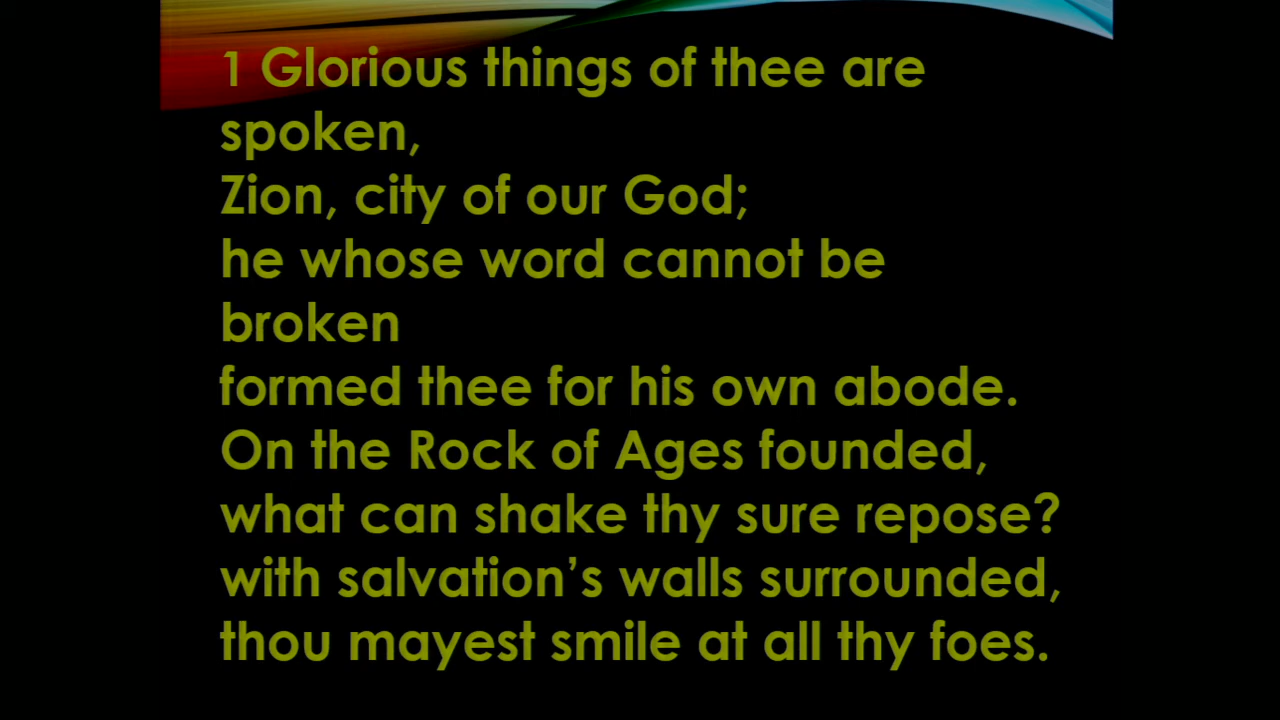 1 Glorious things of thee are
spoken,
Zion, city of our God;
he whose word cannot be
broken
formed thee for his own abode.
On the Rock of Ages founded,
what can shake thy sure repose?
with salvation’s walls surrounded,
thou mayest smile at all thy foes.